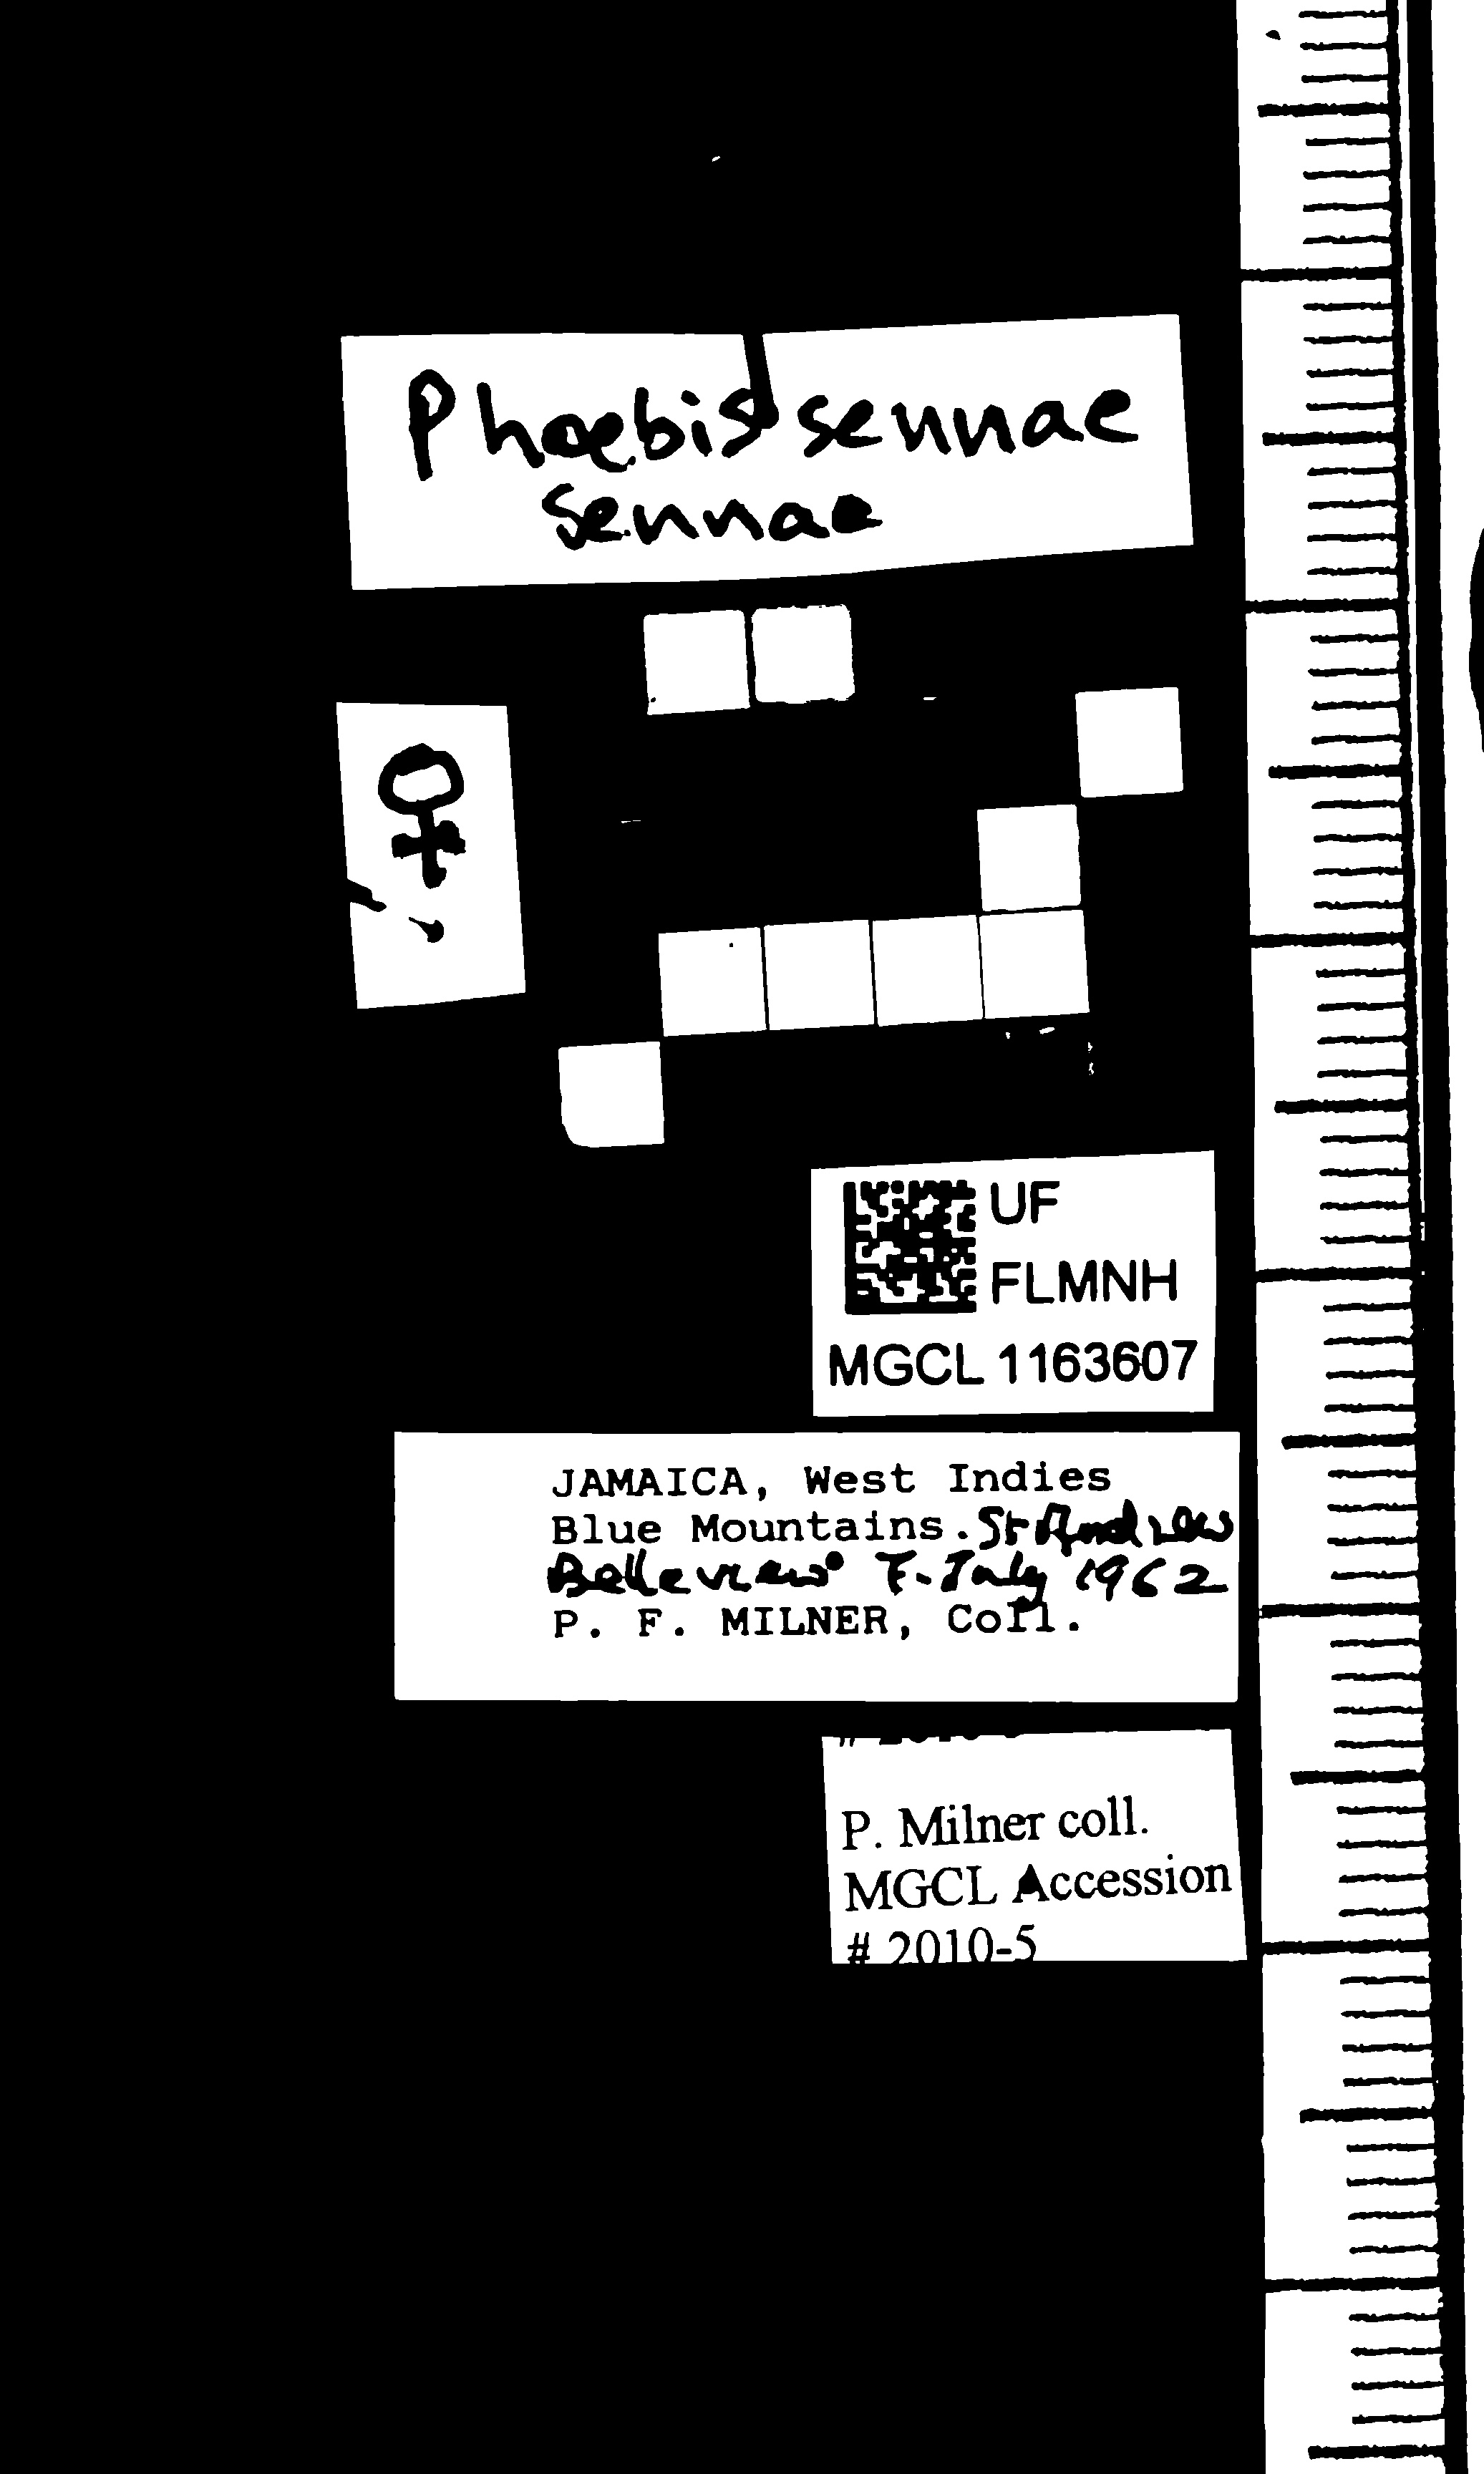 Phoebis sennae
sennae
♀
UF
FLMNH
MGCL 1163607
JAMAICA, West Indies
Blue Mountains. St Andrew
Belleview 7. July 1962
P. F. MILNER, Coll.
P. Milner coll.
MGCL Accession
# 2010-5